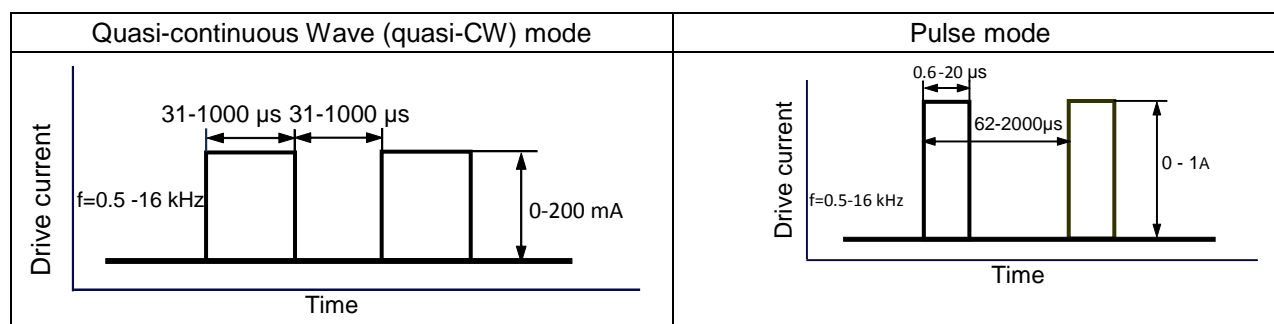 Quasi-continuous Wave (quasi-CW) mode
31-1000 µs 31-1000 µs
f=0.5 -16 kHz
0-200 mA
Drive current
Time
Pulse mode
0.6-20 µs
62-2000µs
0 - 1A
f=0.5-16 kHz
Drive current
Time